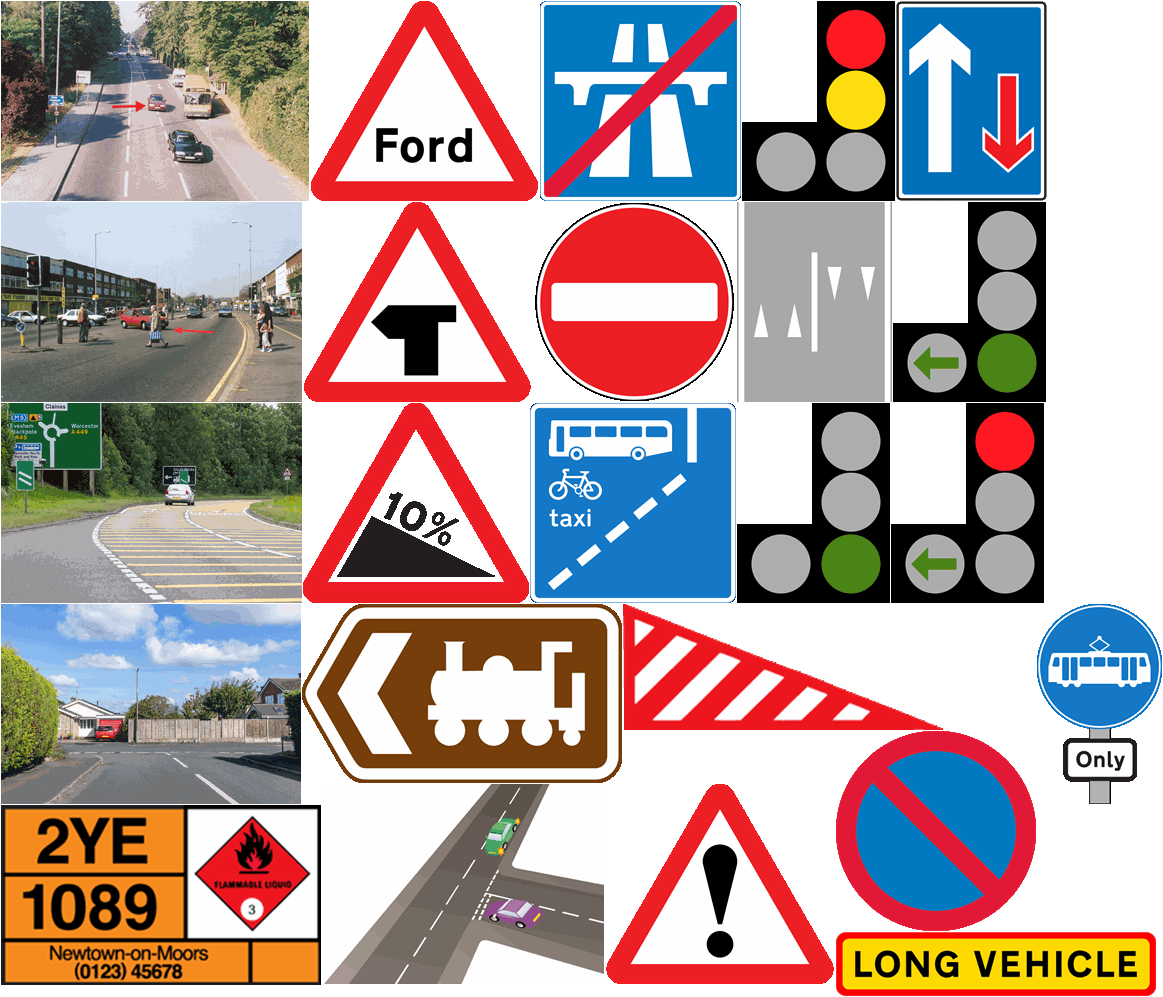 Ford
Claines
Worcester
A449
10%
taxi
Only
2YE
1089
FLAMMABLE LIQUID
3
Newtown-on-Moors
(0123) 45678
LONG VEHICLE